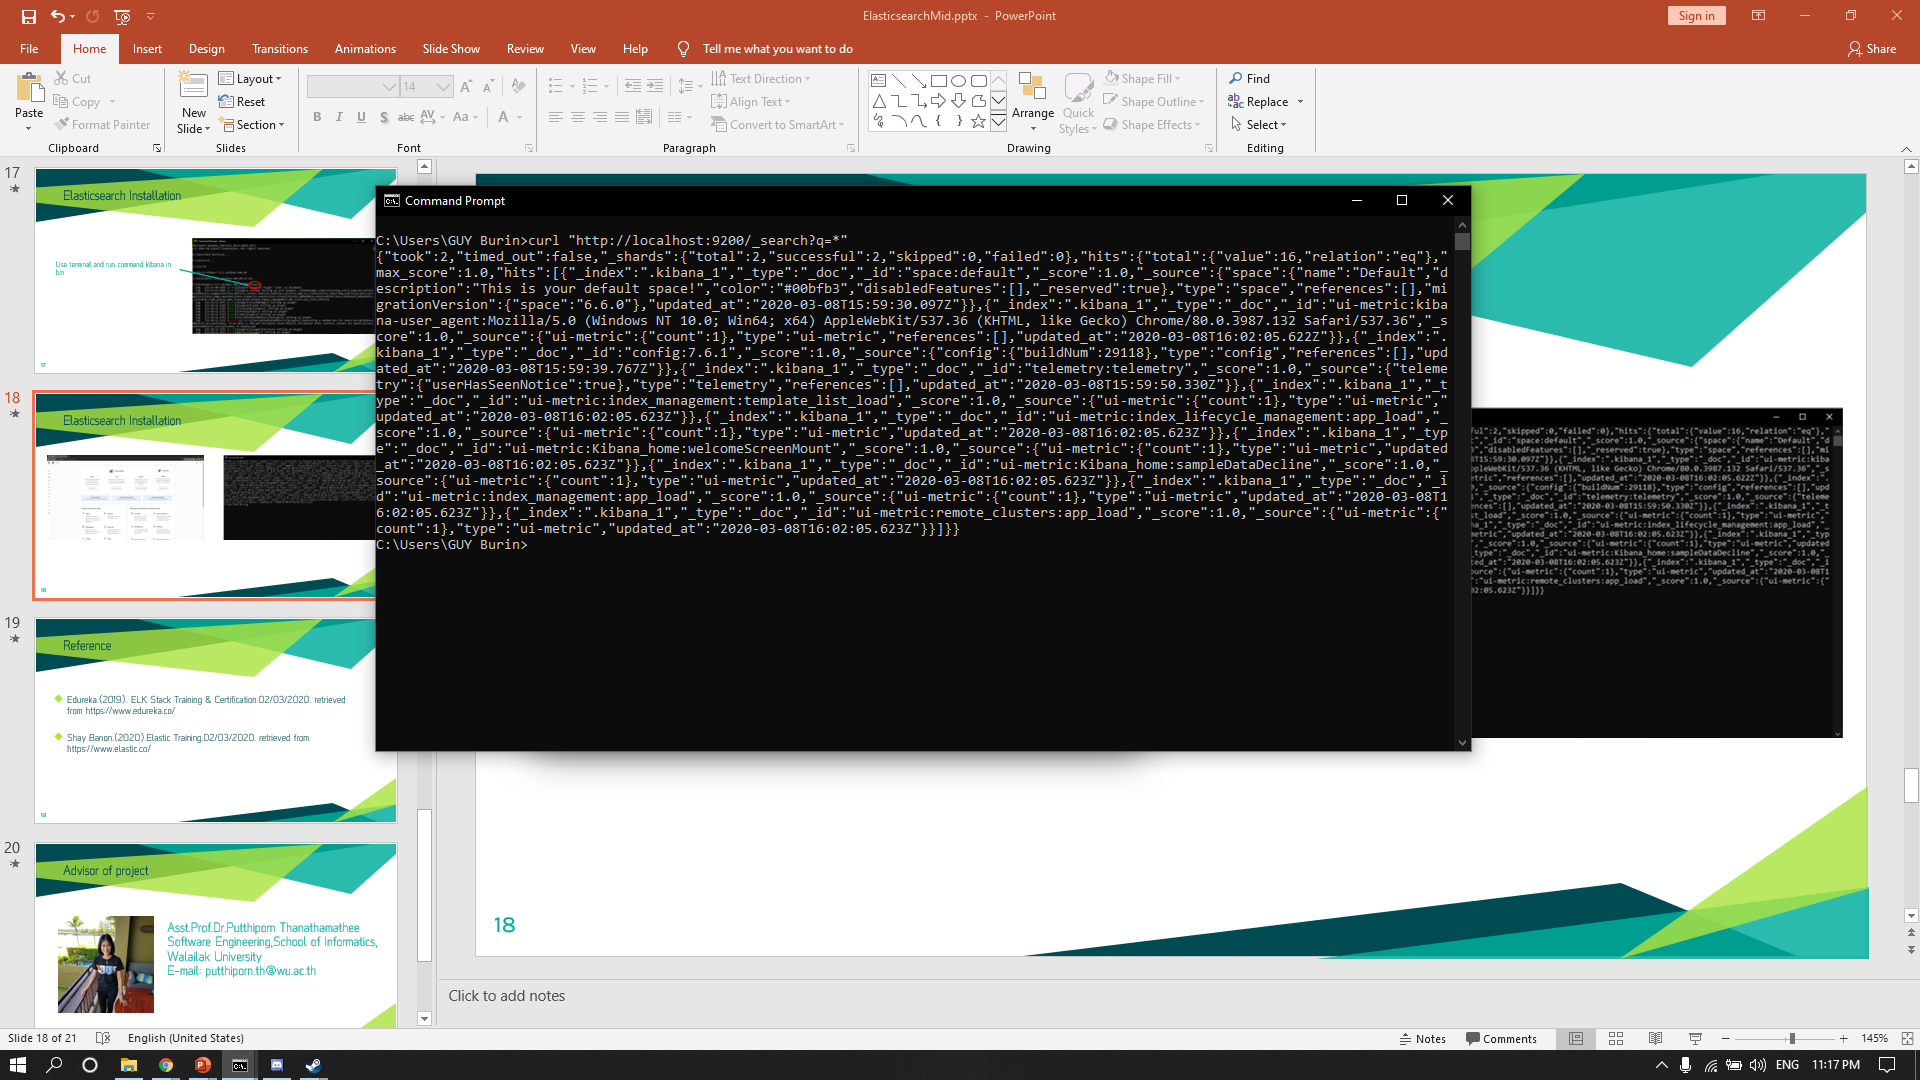 ElasticsearchMid.pptx - PowerPoint
Sign in
File Home Insert Design Transitions Animations Slide Show Review View Help Tell me what you want to do
Share
Paste
Cut
Copy
Format Painter
Clipboard
New Slide
Layout
Reset
Section
Slides
14
B I U S abc AV Aa A
Font
Text Direction
Align Text
Convert to SmartArt
Paragraph
Arrange
Quick Styles
Shape Fill
Shape Outline
Shape Effects
Drawing
Find
Replace
Select
Editing
17
Elasticsearch Installation
Use terminal and run commend kibana in
bin
17
18
Elasticsearch Installation
18
19
Reference
Edureka.(2019). ELK Stack Training & Certification.02/03/2020. retrieved
from https://www.edureka.co/
Shay Banon.(2020).Elastic Training.02/03/2020. retrieved from
https://www.elastic.co/
19
20
Advisor of project
Asst.Prof.Dr.Putthiporn Thanathamathee
Software Engineering,School of Informatics,
Walailak University
E-mail: putthiporn.th@wu.ac.th
Command Prompt
C:\Users\GUY Burin>curl "http://localhost:9200/_search?q=*"
{"took":2,"timed_out":false,"_shards":{"total":2,"successful":2,"skipped":0,"failed":0},"hits":{"total":{"value":16,"relation":"eq"},"
max_score":1.0,"hits":[{"_index":".kibana_1","_type":"_doc","_id":"space:default","_score":1.0,"_source":{"space":{"name":"Default","d
escription":"This is your default space!","color":"#00bfb3","disabledFeatures":[],"_reserved":true},"type":"space","references":[],"mi
grationVersion":{"space":"6.6.0"},"updated_at":"2020-03-08T15:59:30.097Z"}},{"_index":".kibana_1","_type":"_doc","_id":"ui-metric:kiba
na-user_agent:Mozilla/5.0 (Windows NT 10.0; Win64; x64) AppleWebKit/537.36 (KHTML, like Gecko) Chrome/80.0.3987.132 Safari/537.36","_s
core":1.0,"_source":{"ui-metric":{"count":1},"type":"ui-metric","references":[],"updated_at":"2020-03-08T16:02:05.622Z"}},{"_index":".
kibana_1","_type":"_doc","_id":"config:7.6.1","_score":1.0,"_source":{"config":{"buildNum":29118},"type":"config","references":[],"upd
ated_at":"2020-03-08T15:59:39.767Z"}},{"_index":".kibana_1","_type":"_doc","_id":"telemetry:telemetry","_score":1.0,"_source":{"teleme
try":{"userHasSeenNotice":true},"type":"telemetry","references":[],"updated_at":"2020-03-08T15:59:50.330Z"}},{"_index":".kibana_1","_t
ype":"_doc","_id":"ui-metric:index_management:template_list_load","_score":1.0,"_source":{"ui-metric":{"count":1},"type":"ui-metric","
updated_at":"2020-03-08T16:02:05.623Z"}},{"_index":".kibana_1","_type":"_doc","_id":"ui-metric:index_lifecycle_management:app_load","_
score":1.0,"_source":{"ui-metric":{"count":1},"type":"ui-metric","updated_at":"2020-03-08T16:02:05.623Z"}},{"_index":".kibana_1","_typ
e":"_doc","_id":"ui-metric:Kibana_home:welcomeScreenMount","_score":1.0,"_source":{"ui-metric":{"count":1},"type":"ui-metric","updated
_at":"2020-03-08T16:02:05.623Z"}},{"_index":".kibana_1","_type":"_doc","_id":"ui-metric:Kibana_home:sampleDataDecline","_score":1.0,"_
source":{"ui-metric":{"count":1},"type":"ui-metric","updated_at":"2020-03-08T16:02:05.623Z"}},{"_index":".kibana_1","_type":"_doc","_i
d":"ui-metric:index_management:app_load","_score":1.0,"_source":{"ui-metric":{"count":1},"type":"ui-metric","updated_at":"2020-03-08T1
6:02:05.623Z"}},{"_index":".kibana_1","_type":"_doc","_id":"ui-metric:remote_clusters:app_load","_score":1.0,"_source":{"ui-metric":{"
count":1},"type":"ui-metric","updated_at":"2020-03-08T16:02:05.623Z"}}]}}
C:\Users\GUY Burin>
18
Click to add notes
Slide 18 of 21 English (United States)
Notes Comments 145%
ENG 11:17 PM